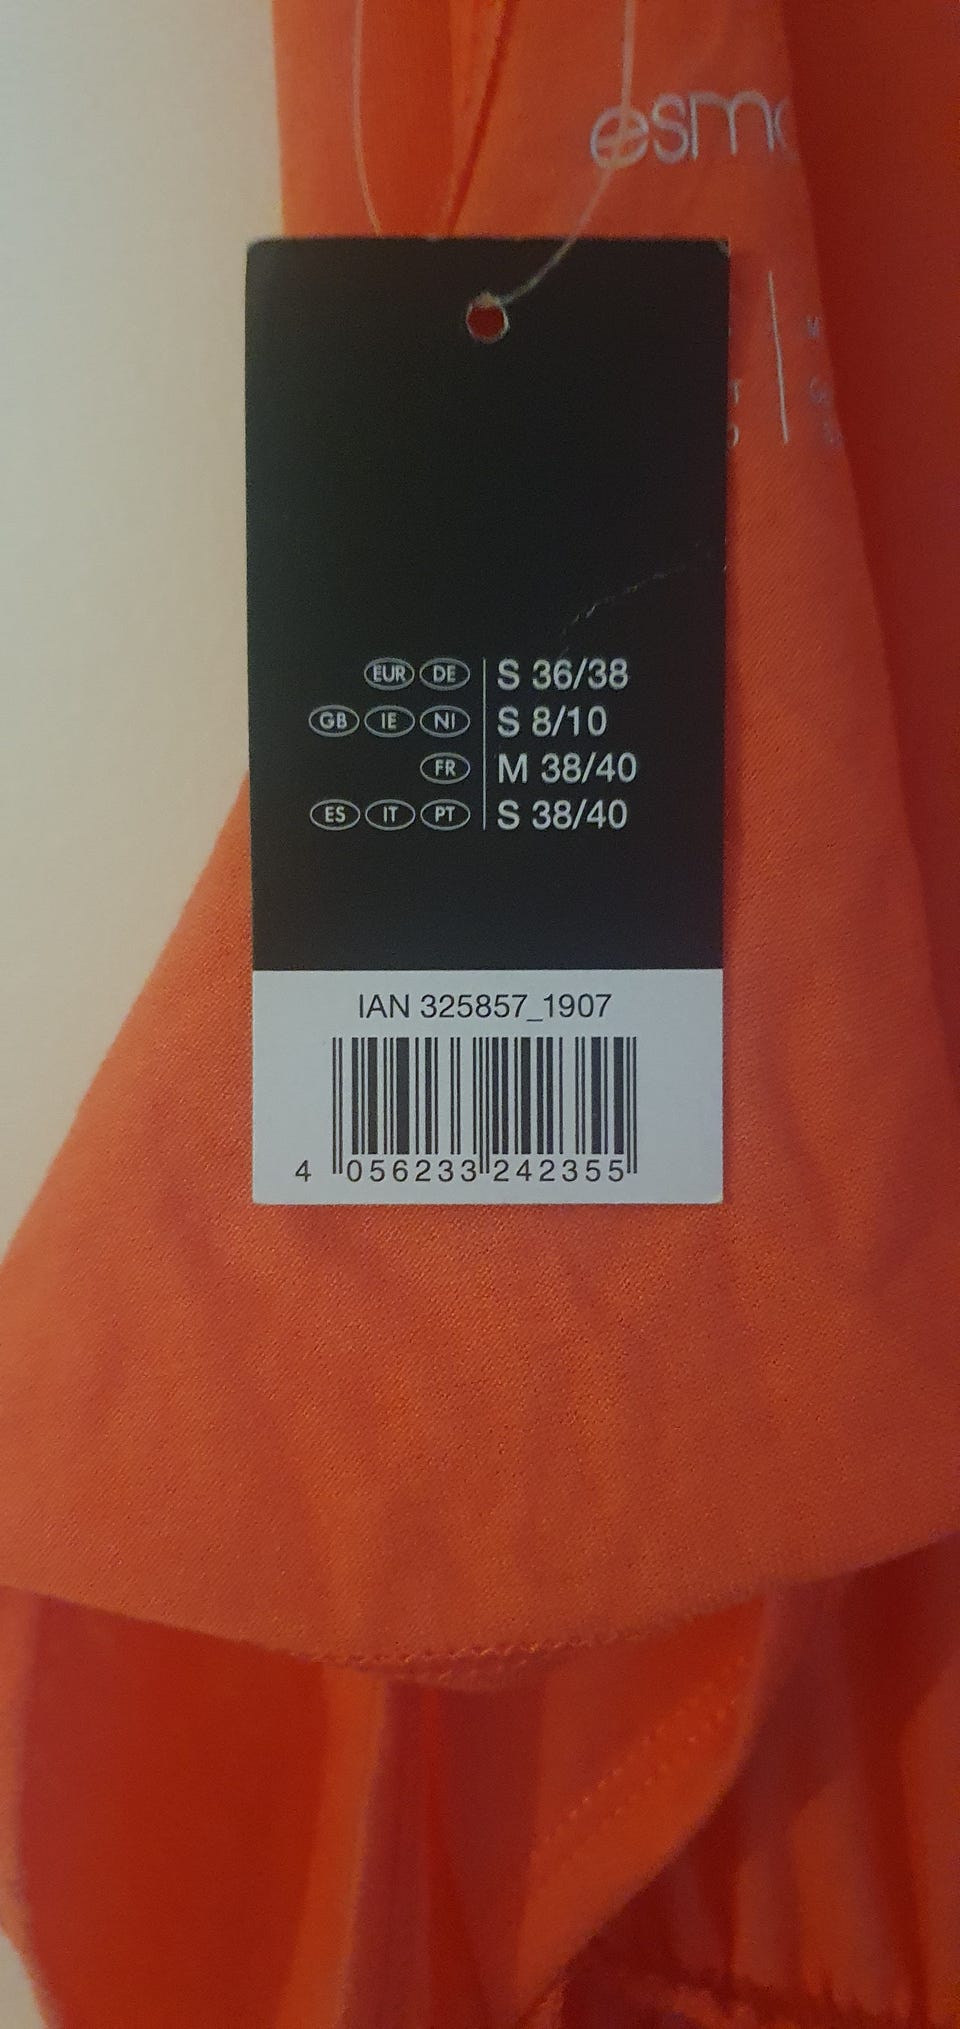 esm
EUR DE S 36/38
GB IE NI S 8/10
FR M 38/40
ES IT PT S 38/40
IAN 325857_1907
4 056233 242355